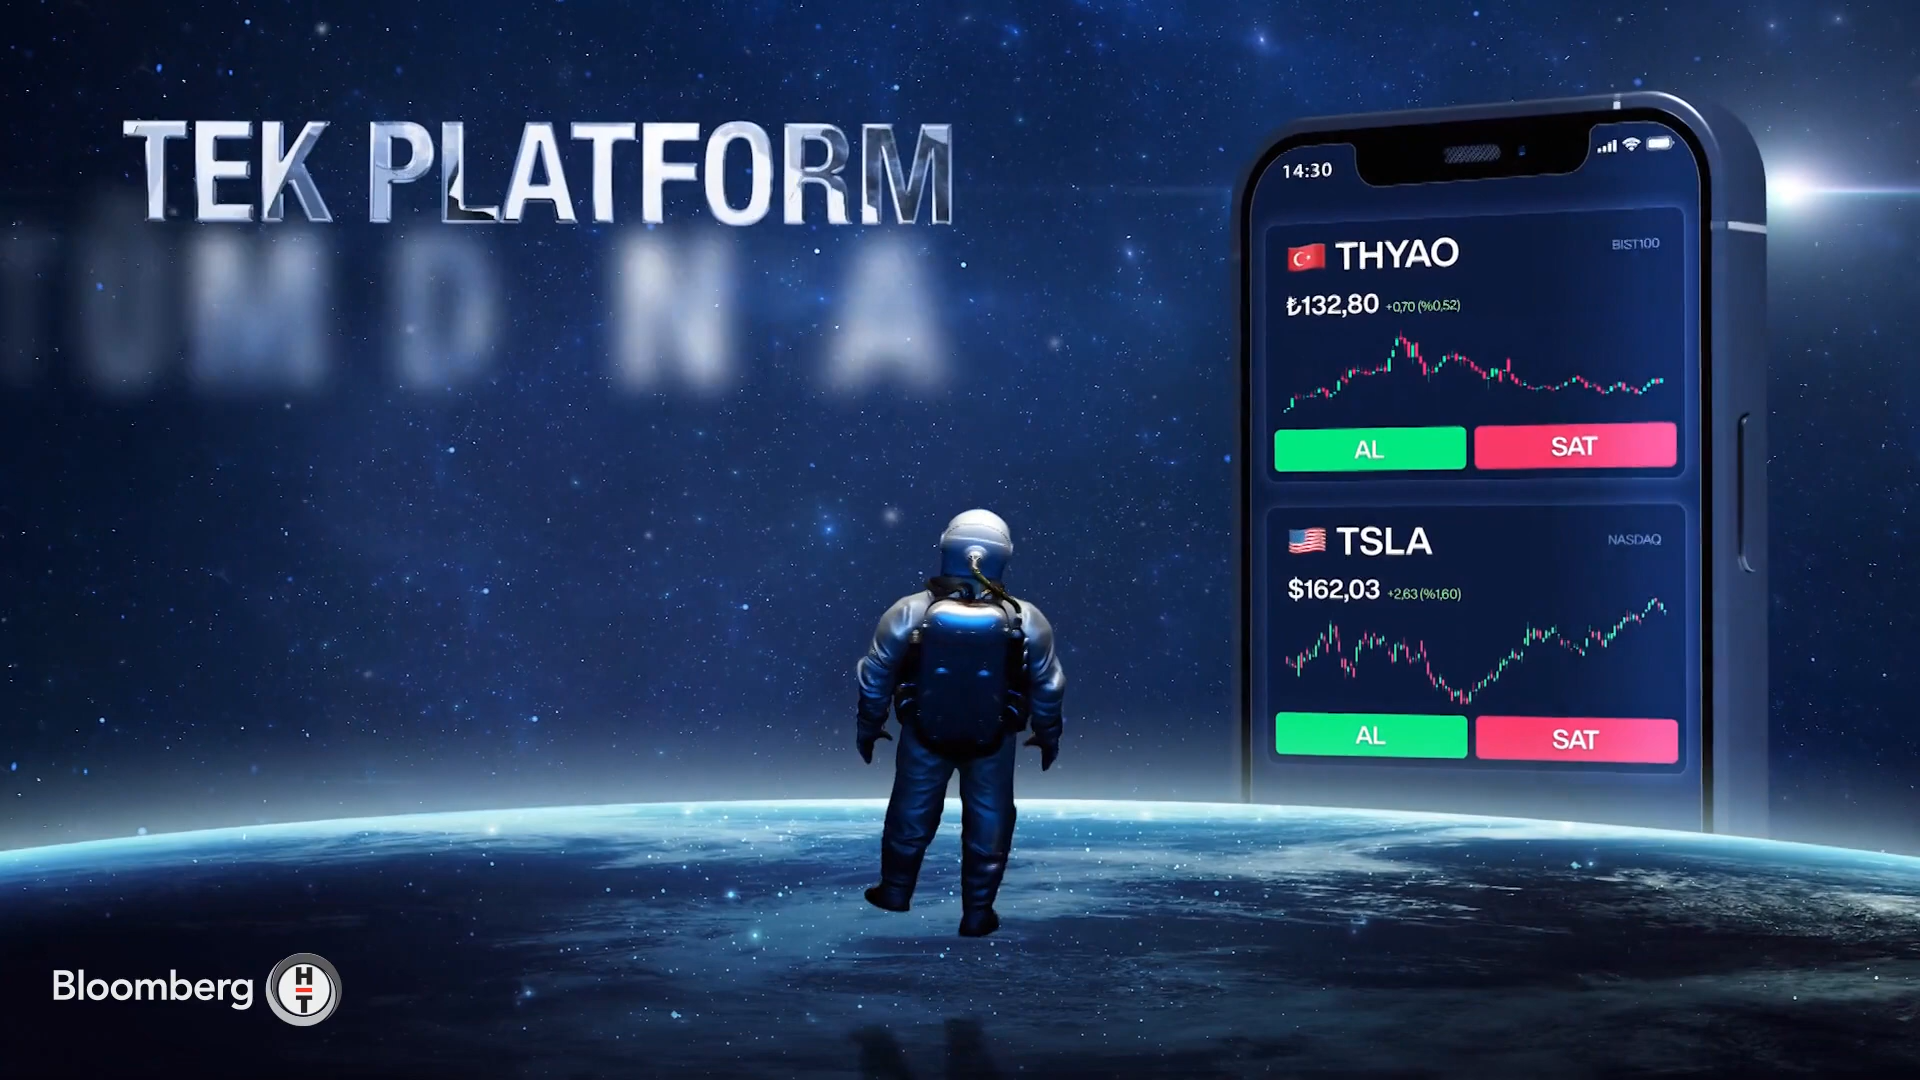 TEK PLATFORM
14:30
THYAO
BIST100
₺132,80 +0,70 (%0,52)
AL
SAT
TSLA
NASDAQ
$162,03 +2,63 (%1,60)
AL
SAT
Bloomberg HT